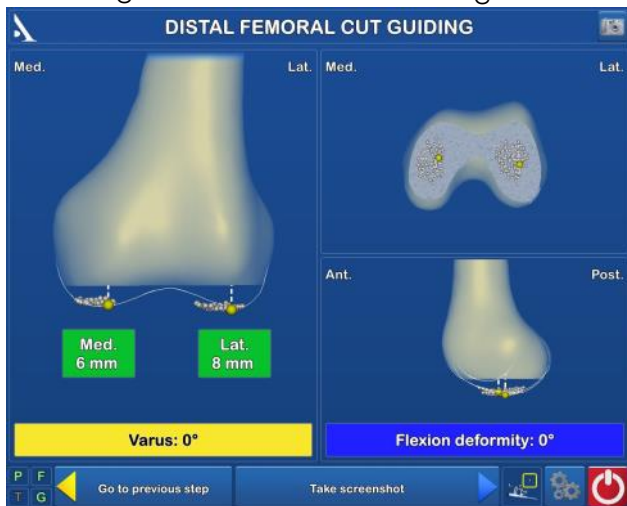 DISTAL FEMORAL CUT GUIDING
Med. Lat.
Med. Lat.
Ant. Post.
Med.
6 mm
Lat.
8 mm
Varus: 0°
Flexion deformity: 0°
P F
T G
Go to previous step
Take screenshot